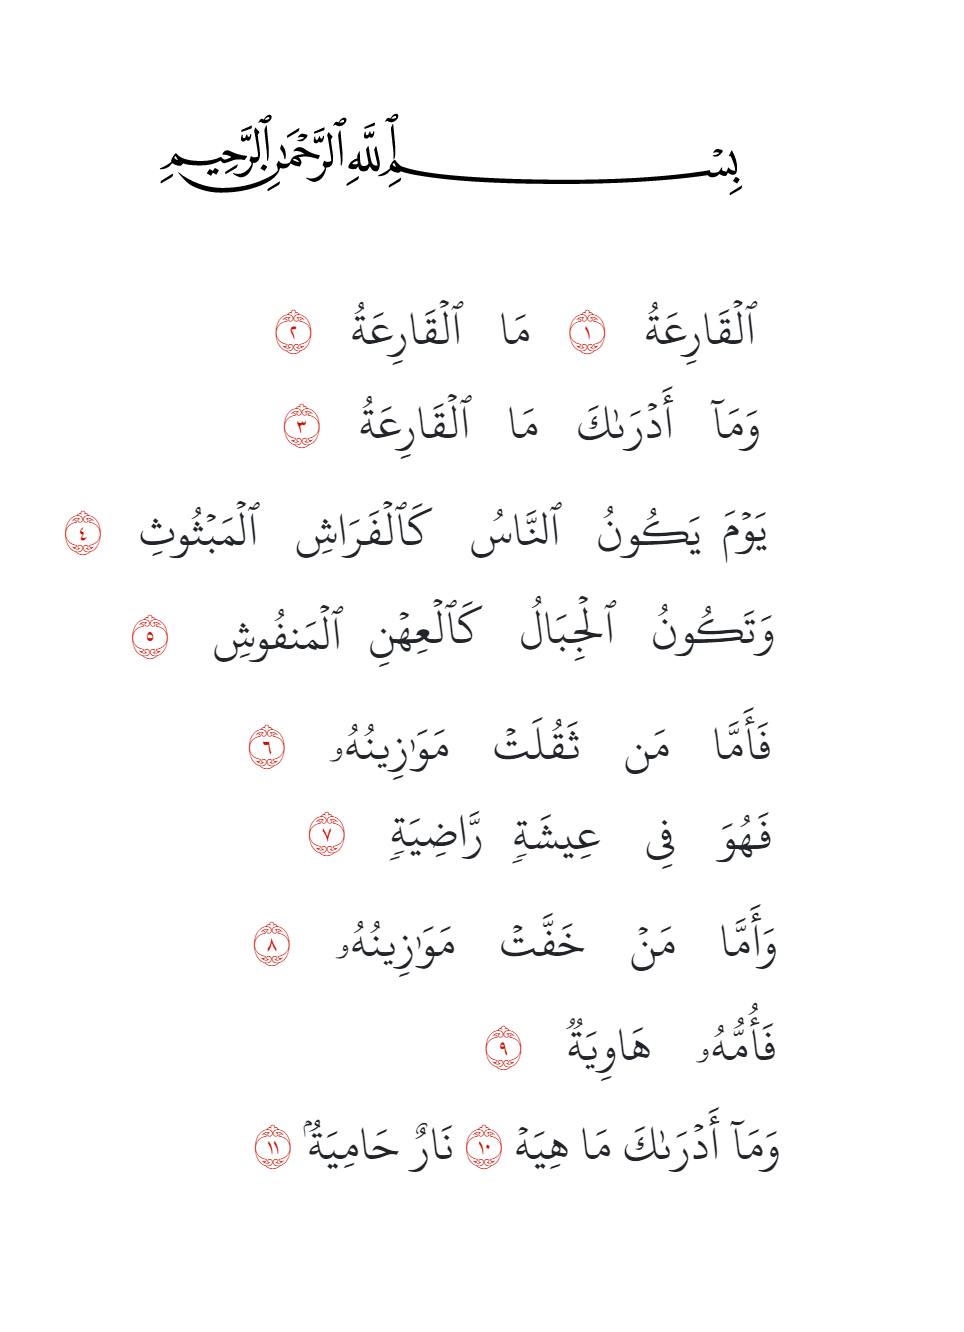 بِسْمِ ٱللَّهِ ٱلرَّحْمَٰنِ ٱلرَّحِيمِ
ٱلْقَارِعَةُ ١ مَا ٱلْقَارِعَةُ ٢
وَمَآ أَدْرَىٰكَ مَا ٱلْقَارِعَةُ ٣
يَوْمَ يَكُونُ ٱلنَّاسُ كَٱلْفَرَاشِ ٱلْمَبْثُوثِ ٤
وَتَكُونُ ٱلْجِبَالُ كَٱلْعِهْنِ ٱلْمَنفُوشِ ٥
فَأَمَّا مَن ثَقُلَتْ مَوَٰزِينُهُۥ ٦
فَهُوَ فِى عِيشَةٍ رَّاضِيَةٍ ٧
وَأَمَّا مَنْ خَفَّتْ مَوَٰزِينُهُۥ ٨
فَأُمُّهُۥ هَاوِيَةٌ ٩
وَمَآ أَدْرَىٰكَ مَا هِيَهْ ١٠ نَارٌ حَامِيَةٌۢ ١١